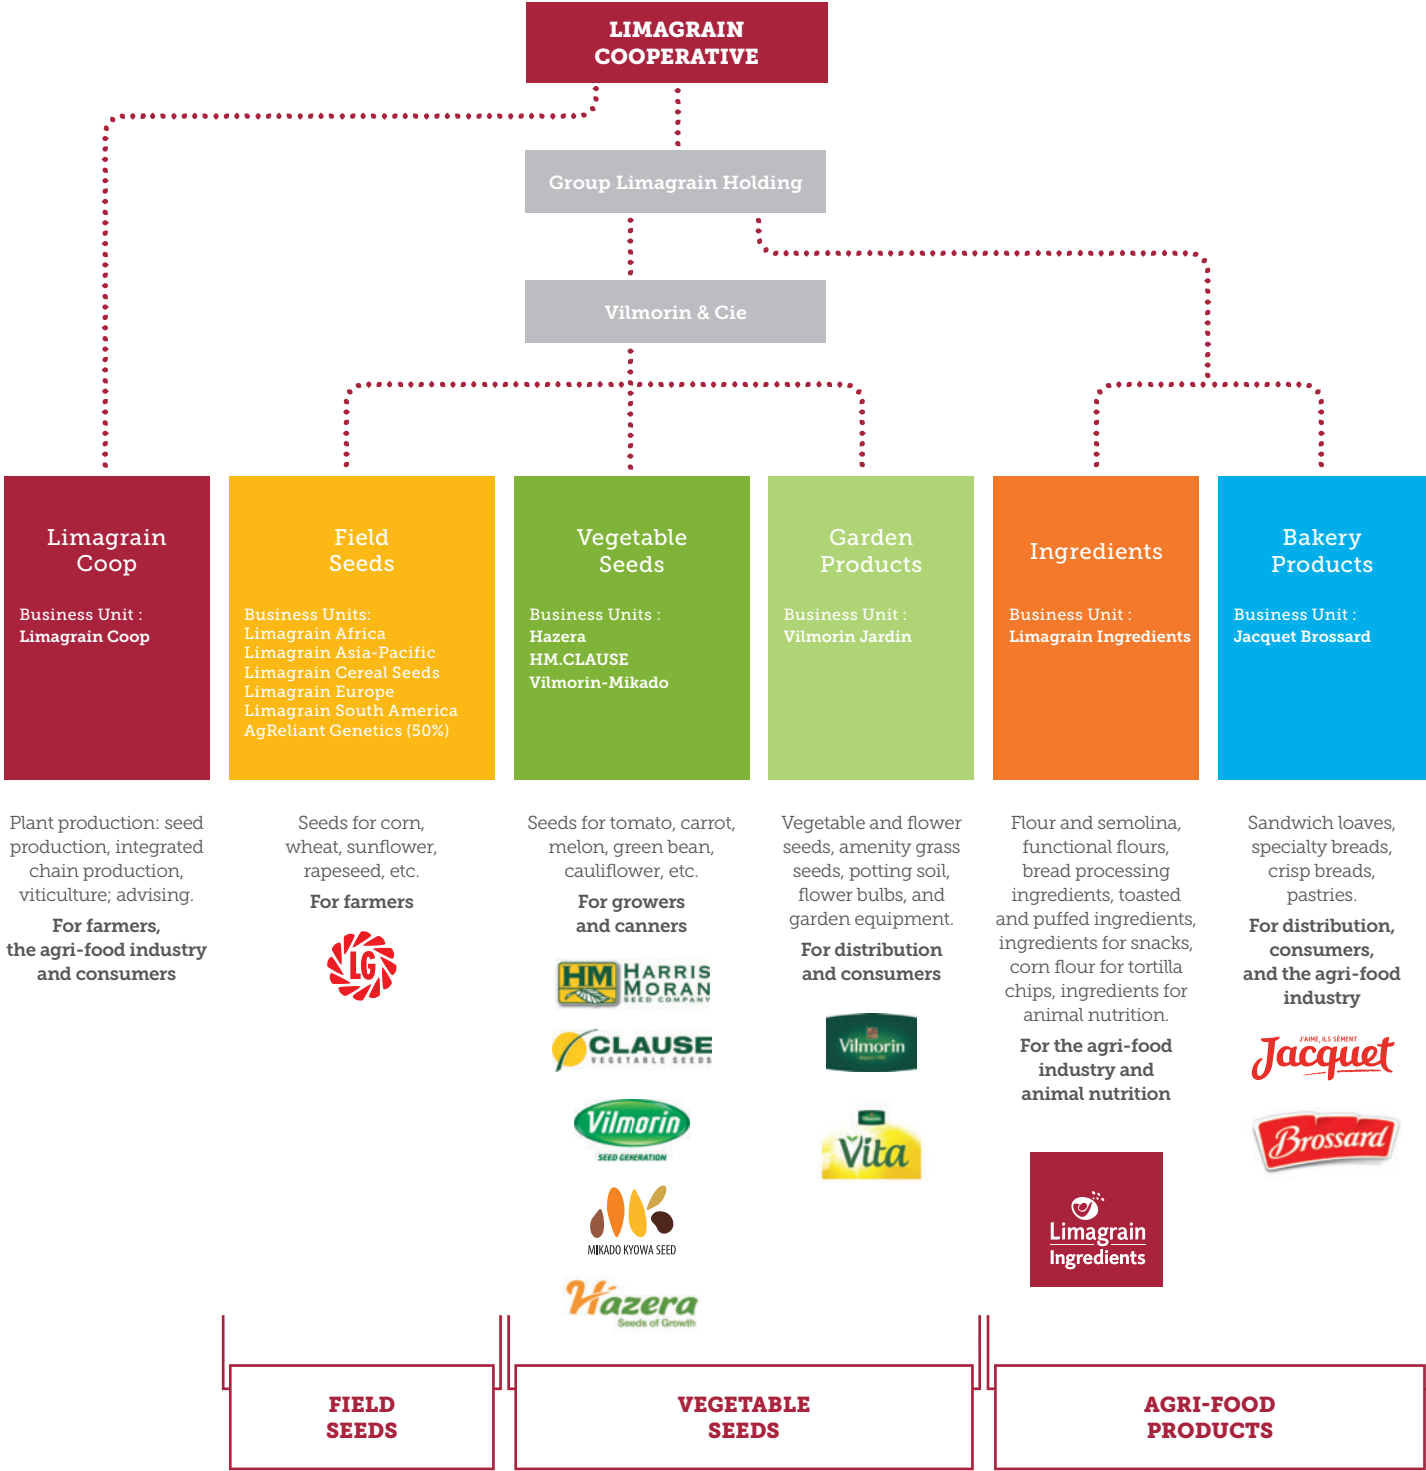 LIMAGRAIN
COOPERATIVE
Group Limagrain Holding
Vilmorin & Cie
Limagrain
Coop
Business Unit :
Limagrain Coop
Plant production: seed
production, integrated
chain production,
viticulture; advising.
For farmers,
the agri-food industry
and consumers
Field
Seeds
Business Units:
Limagrain Africa
Limagrain Asia-Pacific
Limagrain Cereal Seeds
Limagrain Europe
Limagrain South America
AgReliant Genetics (50%)
Seeds for corn,
wheat, sunflower,
rapeseed, etc.
For farmers
LG
Vegetable
Seeds
Business Units :
Hazera
HM.CLAUSE
Vilmorin-Mikado
Seeds for tomato, carrot,
melon, green bean,
cauliflower, etc.
For growers
and canners
HM HARRIS
MORAN
SEED COMPANY
CLAUSE
VEGETABLE SEEDS
Vilmorin
SEED GENERATION
MIKADO KYOWA SEED
Hazera
Seeds of Growth
Garden
Products
Business Unit :
Vilmorin Jardin
Vegetable and flower
seeds, amenity grass
seeds, potting soil,
flower bulbs, and
garden equipment.
For distribution
and consumers
Vilmorin
Vita
Ingredients
Business Unit :
Limagrain Ingredients
Flour and semolina,
functional flours,
bread processing
ingredients, toasted
and puffed ingredients,
ingredients for snacks,
corn flour for tortilla
chips, ingredients for
animal nutrition.
For the agri-food
industry and
animal nutrition
Limagrain
Ingredients
Bakery
Products
Business Unit :
Jacquet Brossard
Sandwich loaves,
specialty breads,
crisp breads,
pastries.
For distribution,
consumers,
and the agri-food
industry
J'AIME, ILS SÈMENT
Jacquet
Brossard
FIELD
SEEDS
VEGETABLE
SEEDS
AGRI-FOOD
PRODUCTS